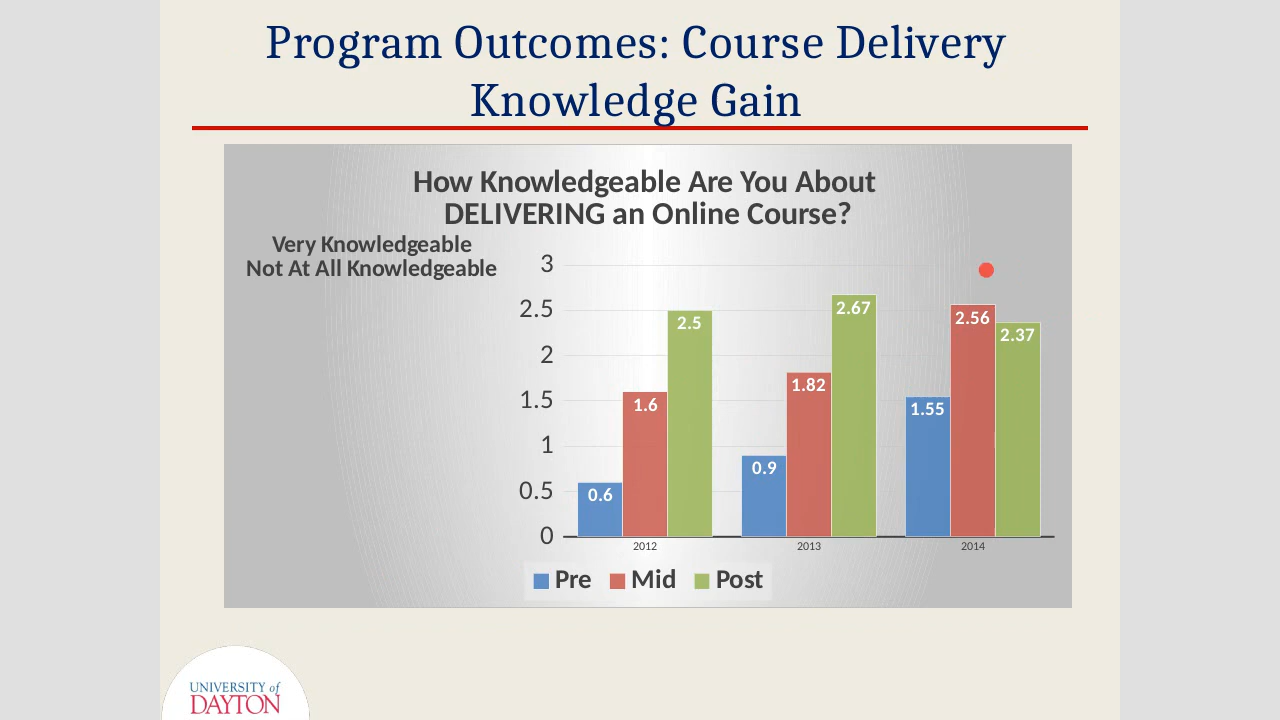 Program Outcomes: Course Delivery
Knowledge Gain
How Knowledgeable Are You About
DELIVERING an Online Course?
Very Knowledgeable
Not At All Knowledgeable
3
2.5
2
1.5
1
0.5
0
0.6
1.6
2.5
0.9
1.82
2.67
1.55
2.56
2.37
2012
2013
2014
Pre
Mid
Post
UNIVERSITY of
DAYTON